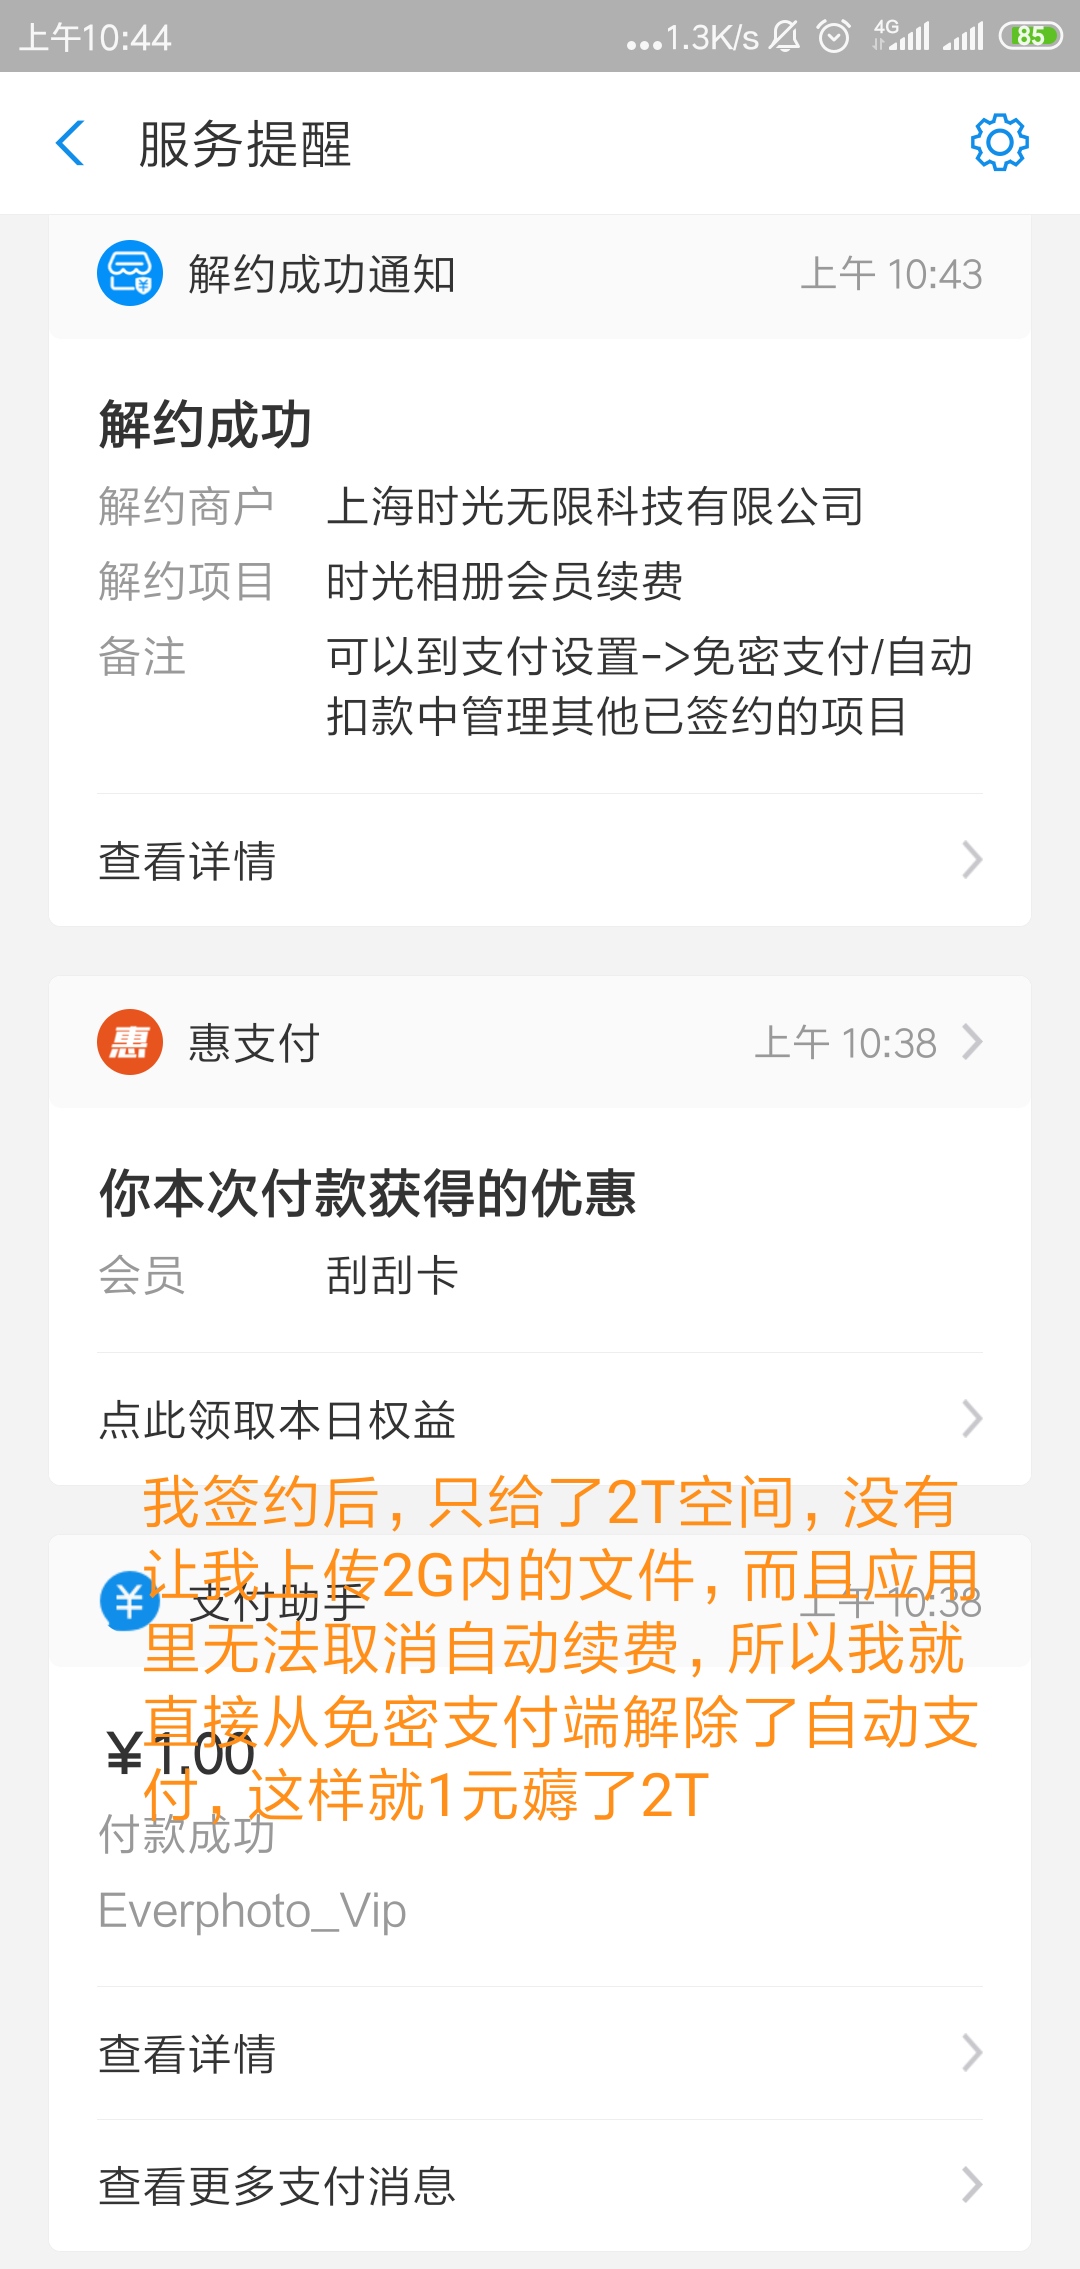 上午10:44
...1.3K/s 4G 85
服务提醒
解约成功通知 上午 10:43
解约成功
解约商户 上海时光无限科技有限公司
解约项目 时光相册会员续费
备注 可以到支付设置->免密支付/自动
扣款中管理其他已签约的项目
查看详情
惠 惠支付 上午 10:38
你本次付款获得的优惠
会员 刮刮卡
点此领取本日权益
我签约后，只给了2T空间，没有
让我上传2G内的文件，而且应用
里无法取消自动续费，所以我就
直接从免密支付端解除了自动支
付，这样就1元薅了2T
¥ 支付助手 上午 10:38
¥1.00
付款成功
Everphoto_Vip
查看详情
查看更多支付消息